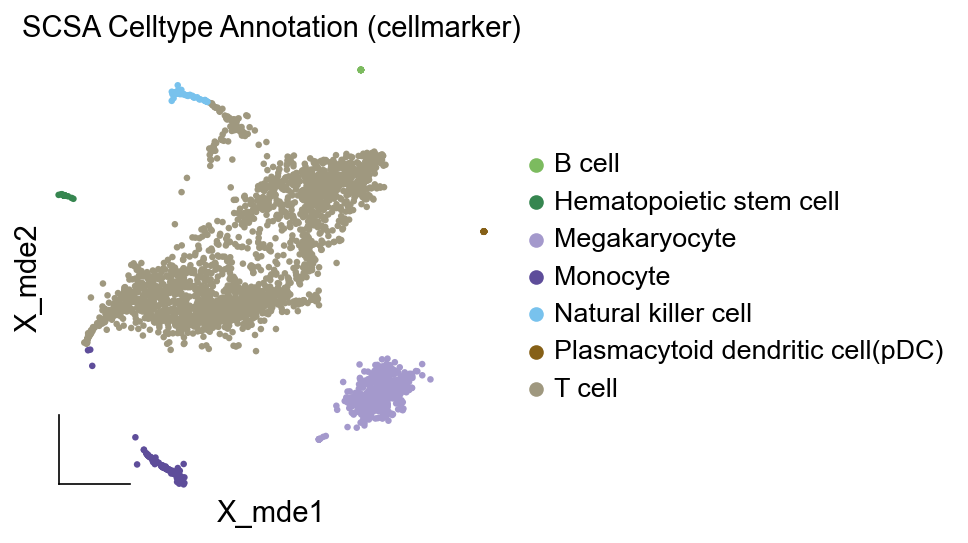 SCSA Celltype Annotation (cellmarker)
B cell
Hematopoietic stem cell
Megakaryocyte
Monocyte
Natural killer cell
Plasmacytoid dendritic cell(pDC)
T cell
X_mde2
X_mde1